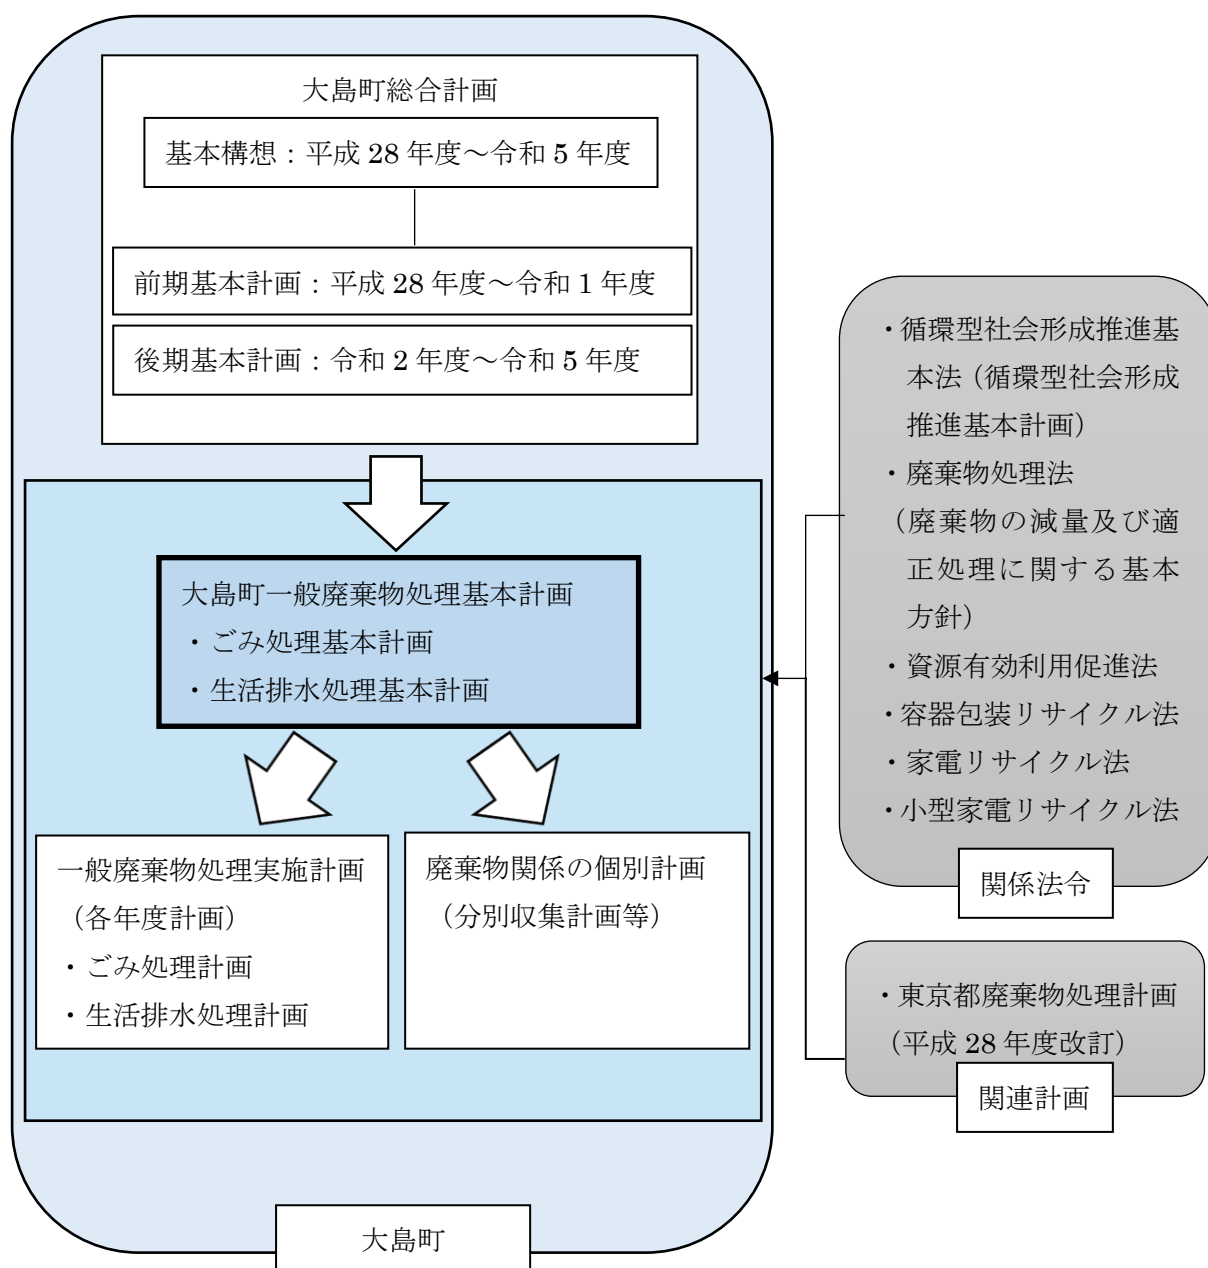 大島町総合計画
基本構想：平成 28 年度～令和 5 年度
前期基本計画：平成 28 年度～令和 1 年度
後期基本計画：令和 2 年度～令和 5 年度
大島町一般廃棄物処理基本計画
・ごみ処理基本計画
・生活排水処理基本計画
一般廃棄物処理実施計画
（各年度計画）
・ごみ処理計画
・生活排水処理計画
廃棄物関係の個別計画
（分別収集計画等）
大島町
・循環型社会形成推進基
本法（循環型社会形成
推進基本計画）
・廃棄物処理法
（廃棄物の減量及び適
正処理に関する基本
方針）
・資源有効利用促進法
・容器包装リサイクル法
・家電リサイクル法
・小型家電リサイクル法
関係法令
・東京都廃棄物処理計画
（平成 28 年度改訂）
関連計画